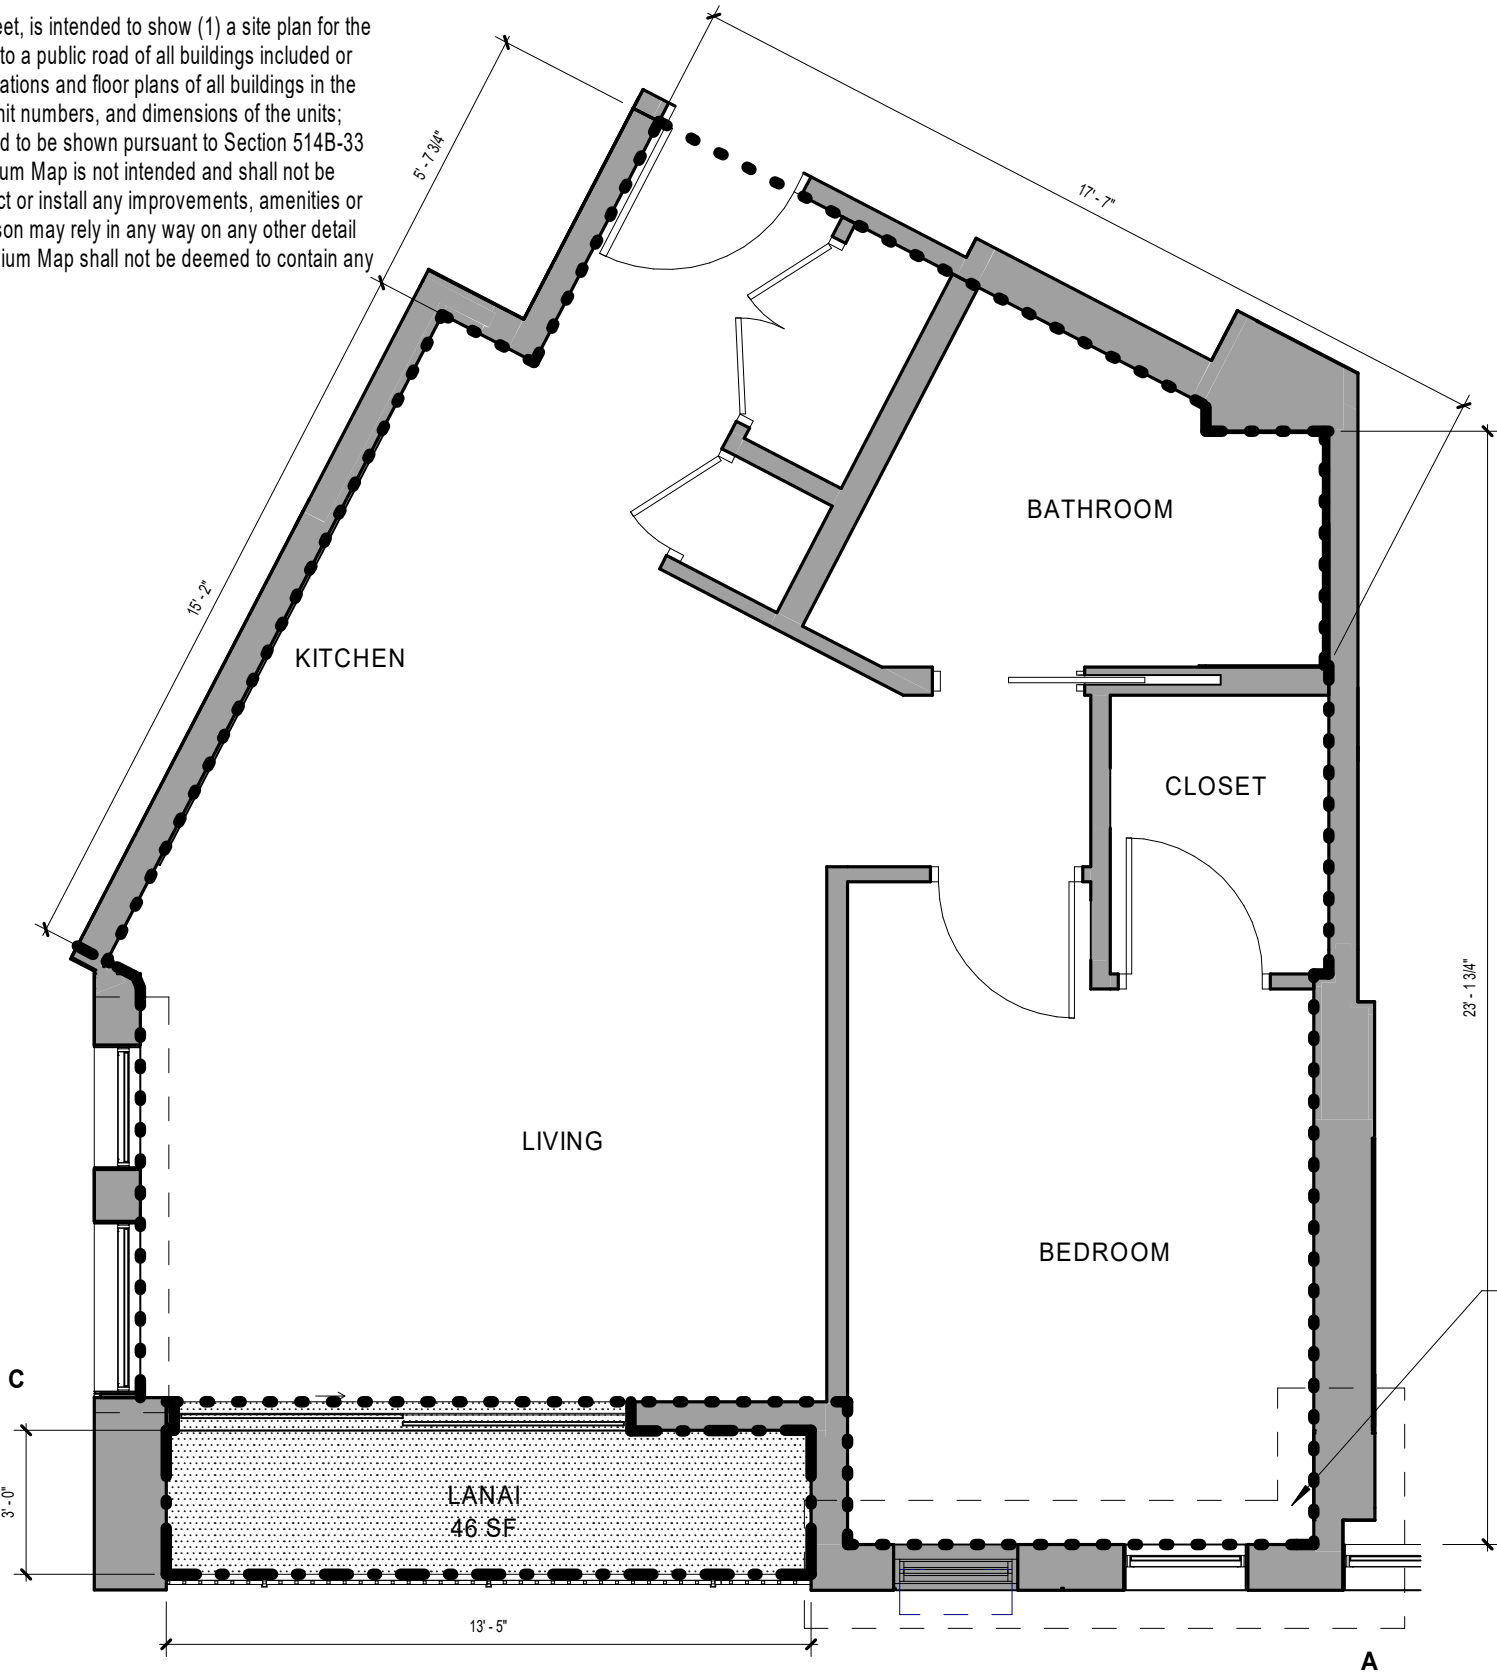 eet, is intended to show (1) a site plan for the
to a public road of all buildings included or
ations and floor plans of all buildings in the
nit numbers, and dimensions of the units;
d to be shown pursuant to Section 514B-33
um Map is not intended and shall not be
ct or install any improvements, amenities or
son may rely in any way on any other detail
ium Map shall not be deemed to contain any
5' - 7 3/4"
17' - 7"
BATHROOM
15' - 2"
KITCHEN
CLOSET
23' - 1 3/4"
LIVING
BEDROOM
C
3' - 0"
LANAI
46 SF
13' - 5"
A